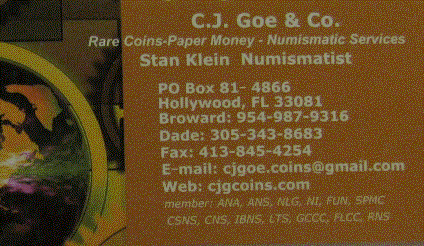 C.J. Goe & Co.
Rare Coins-Paper Money - Numismatic Services
Stan Klein Numismatist
PO Box 81- 4866
Hollywood, FL 33081
Broward: 954-987-9316
Dade: 305-343-8683
Fax: 413-845-4254
E-mail: cjgoe.coins@gmail.com
Web: cjgcoins.com
member: ANA, ANS, NLG, NI, FUN, SPMC
CSNS, CNS, IBNS, LTS, GCCC, FLCC, RNS